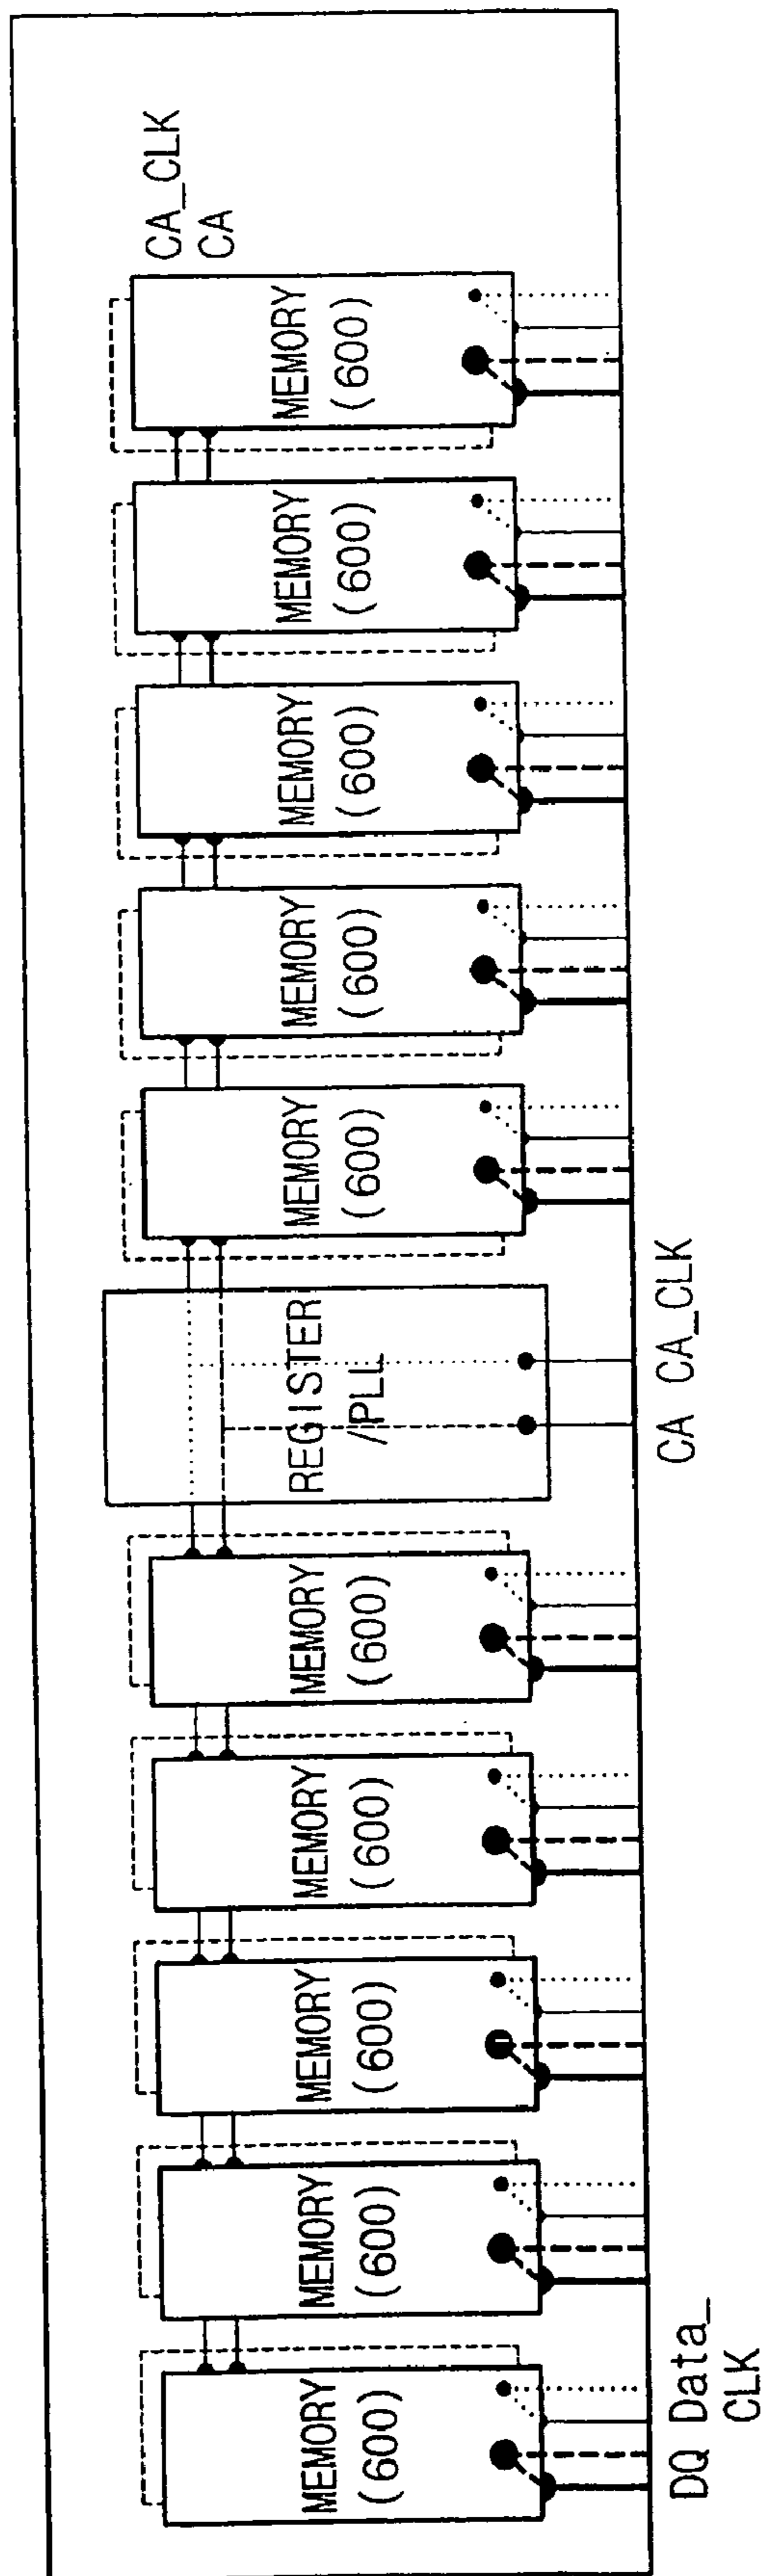 CA_CLK
CA
MEMORY
(600)
MEMORY
(600)
MEMORY
(600)
MEMORY
(600)
MEMORY
(600)
REGISTER
/PLL
CA CA_CLK
MEMORY
(600)
MEMORY
(600)
MEMORY
(600)
MEMORY
(600)
MEMORY
(600)
DQ Data_
CLK